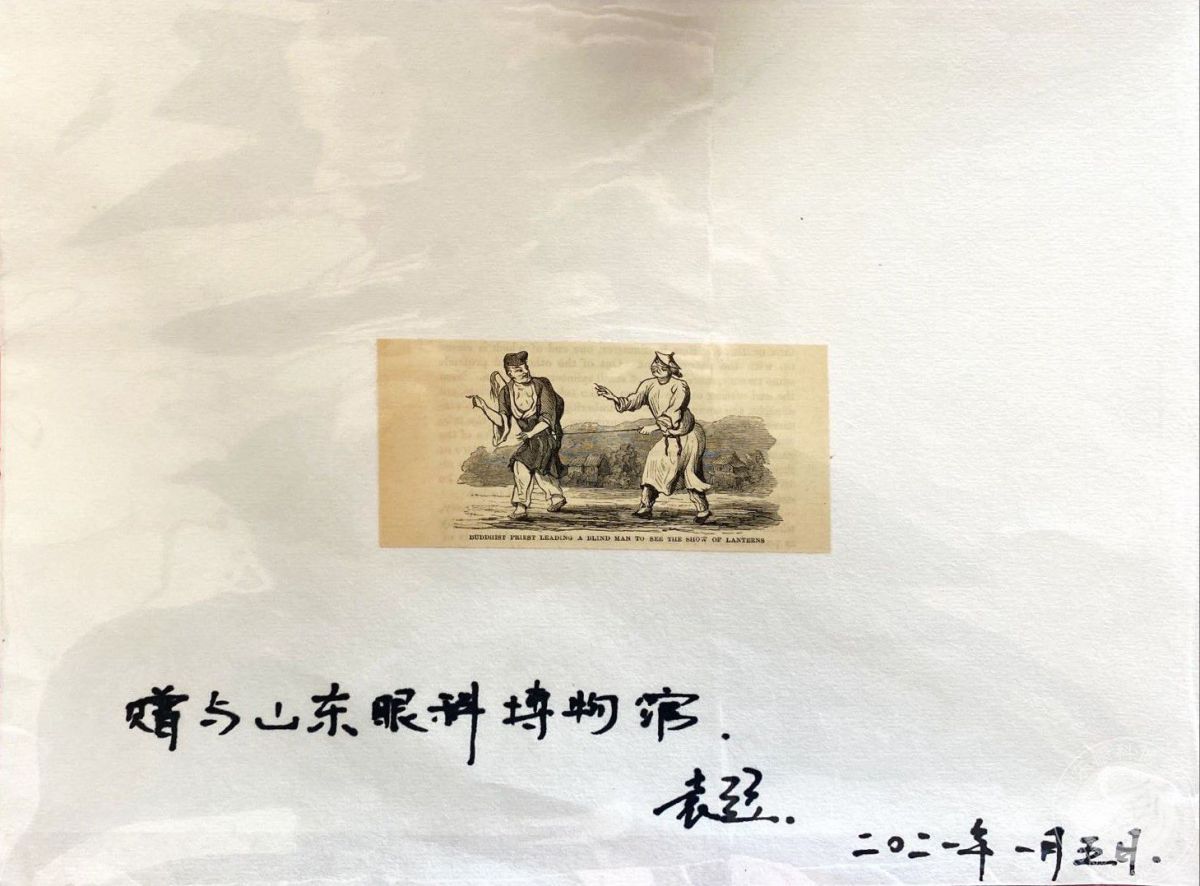 BUDDHIST PRIEST LEADING A BLIND MAN TO SEE THE SHOW OF LANTERNS
赠与山东眼科博物馆.
袁
二〇二一年一月五日.